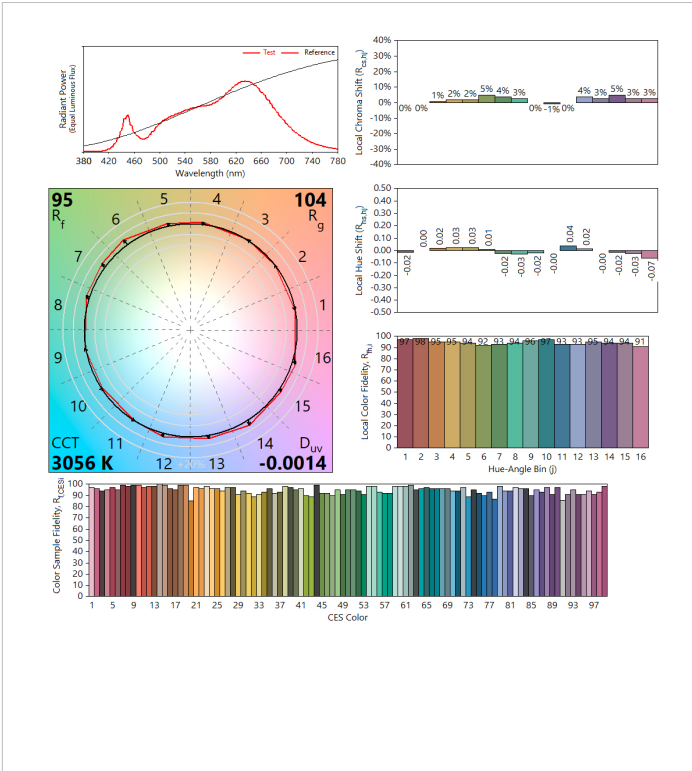 Radiant Power
(Equal Luminous Flux)
Test Reference
380 420 460 500 540 580 620 660 700 740 780
Wavelength (nm)
Local Chroma Shift (Rcs,hj)
40%
30%
20%
10%
0%
-10%
-20%
-30%
-40%
0% 0% 1% 2% 2% 5% 4% 3% 0% -1% 0% 4% 3% 5% 3% 3%
95
Rf
104
Rg
CCT
3056 K
Duv
-0.0014
1 2 3 4 5 6 7 8 9 10 11 12 13 14 15 16
+20%
Local Hue Shift (Rhs,hj)
0.50
0.40
0.30
0.20
0.10
0.00
-0.10
-0.20
-0.30
-0.40
-0.50
-0.02 0.00 0.02 0.03 0.03 0.01 -0.02 -0.03 -0.02 -0.00 0.04 0.02 -0.00 -0.02 -0.03 -0.07
Local Color Fidelity, Rfh,i
100
90
80
70
60
50
40
30
20
10
0
97 98 95 95 94 92 93 94 96 97 93 93 95 94 94 91
1 2 3 4 5 6 7 8 9 10 11 12 13 14 15 16
Hue-Angle Bin (j)
Color Sample Fidelity, Rf,CESi
100
90
80
70
60
50
40
30
20
10
0
1 5 9 13 17 21 25 29 33 37 41 45 49 53 57 61 65 69 73 77 81 85 89 93 97
CES Color